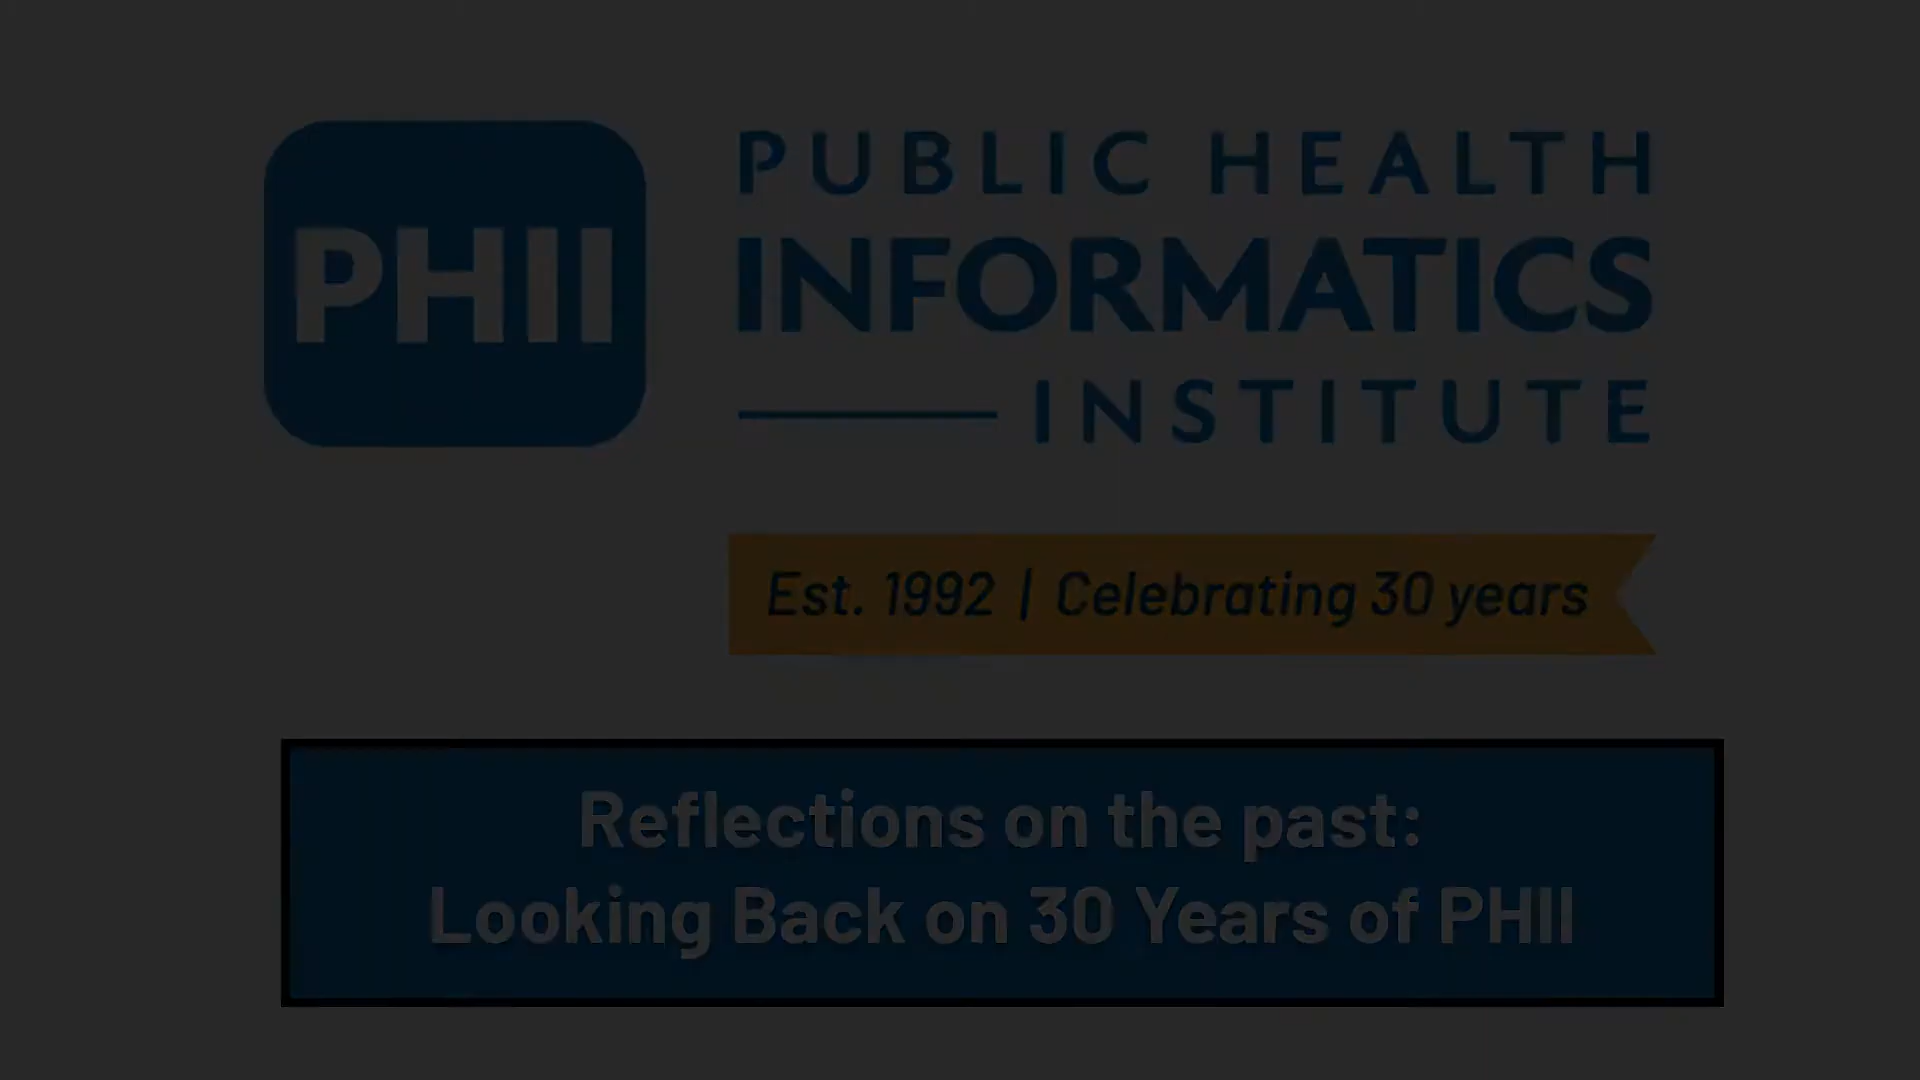 PHII
PUBLIC HEALTH
INFORMATICS
INSTITUTE
Est. 1992 | Celebrating 30 years
Reflections on the past:
Looking Back on 30 Years of PHII